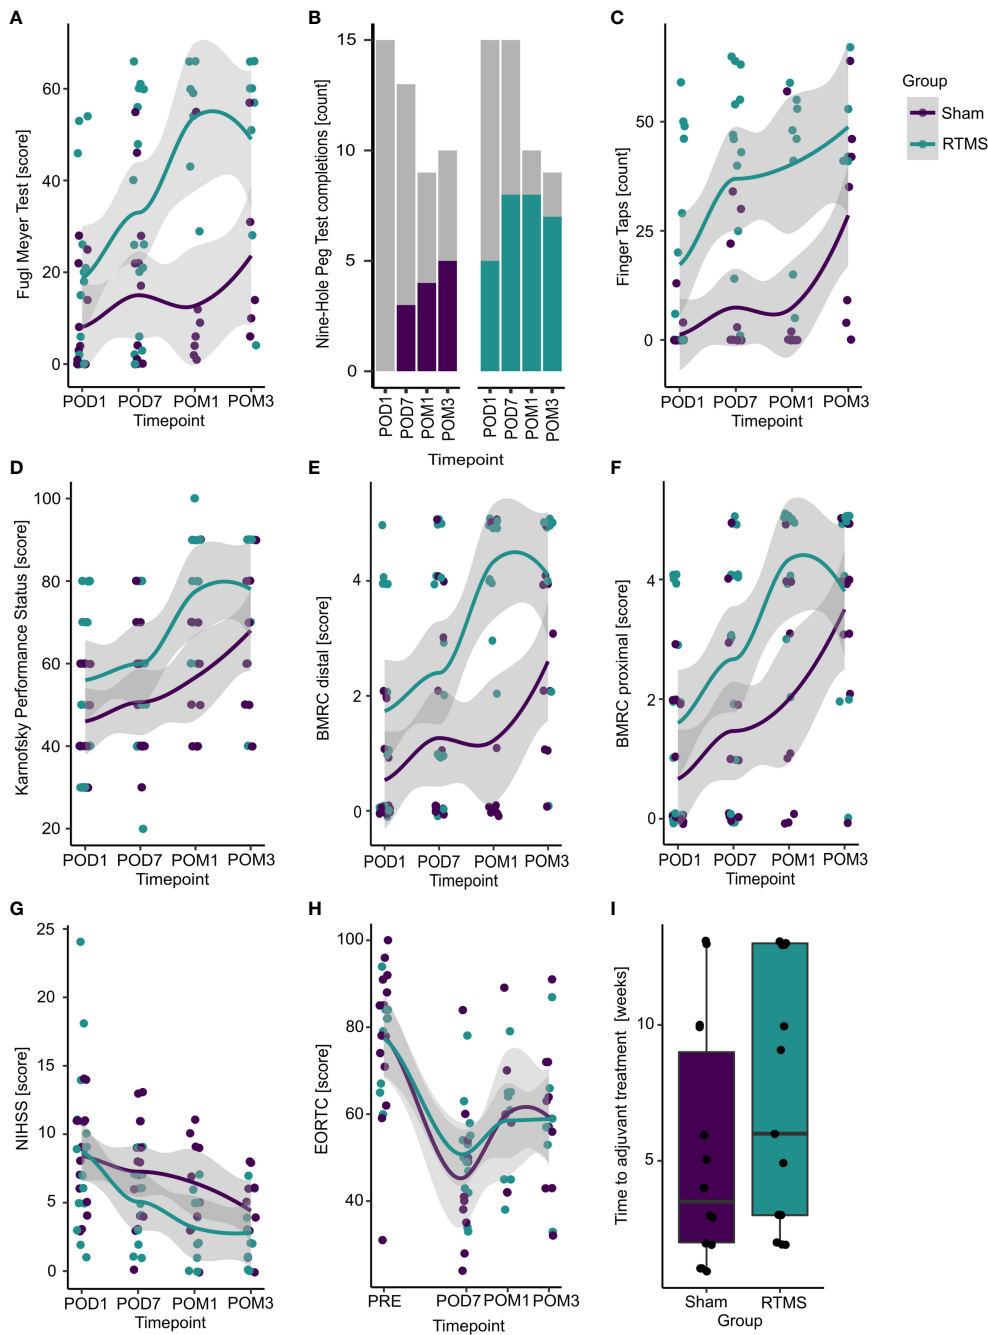 A
Fugl Meyer Test [score]
60
40
20
0
POD1 POD7 POM1 POM3
Timepoint
B
Nine-Hole Peg Test completions [count]
15
10
5
0
POD1 POD7 POM1 POM3 POD1 POD7 POM1 POM3
Timepoint
C
Finger Taps [count]
50
25
0
POD1 POD7 POM1 POM3
Timepoint
Group
Sham
RTMS
D
Karnofsky Performance Status [score]
100
80
60
40
20
POD1 POD7 POM1 POM3
Timepoint
E
BMRC distal [score]
4
2
0
POD1 POD7 POM1 POM3
Timepoint
F
BMRC proximal [score]
4
2
0
POD1 POD7 POM1 POM3
Timepoint
G
NIHSS [score]
25
20
15
10
5
0
POD1 POD7 POM1 POM3
Timepoint
H
EORTC [score]
100
80
60
40
PRE POD7 POM1 POM3
Timepoint
I
Time to adjuvant treatment [weeks]
10
5
Sham RTMS
Group